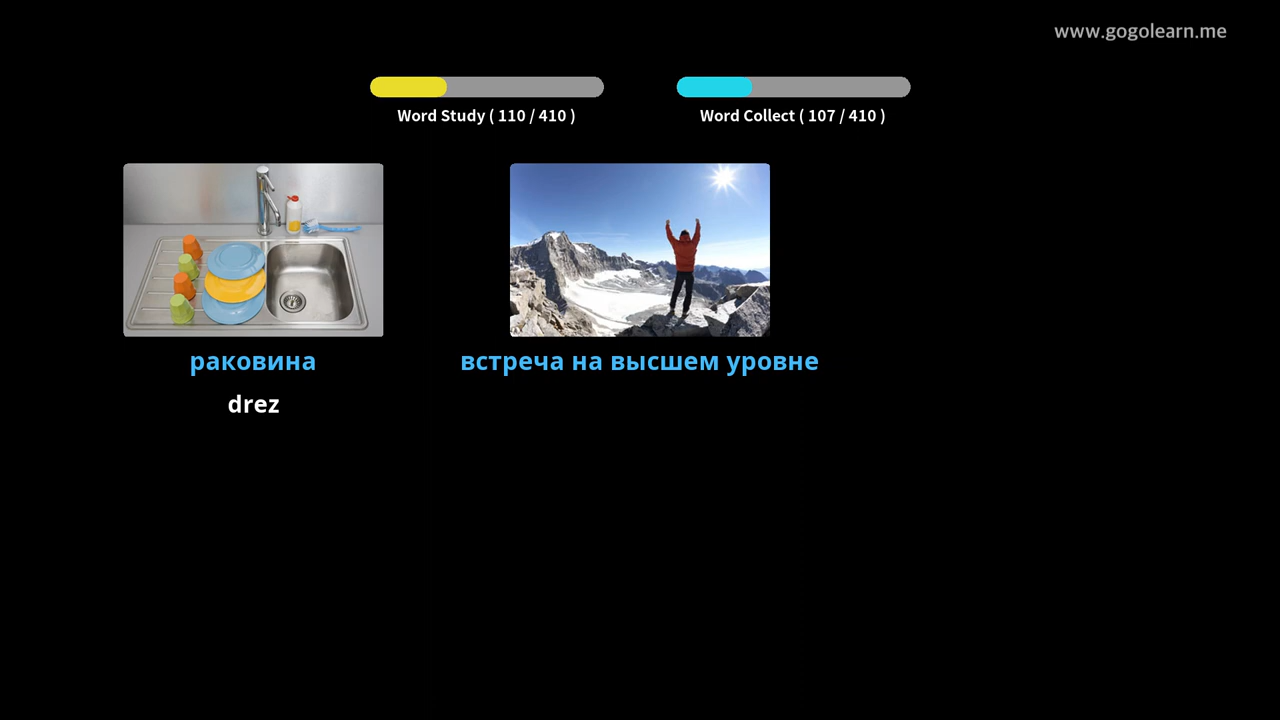 www.gogolearn.me
Word Study ( 110 / 410 )
Word Collect ( 107 / 410 )
раковина
встреча на высшем уровне
drez